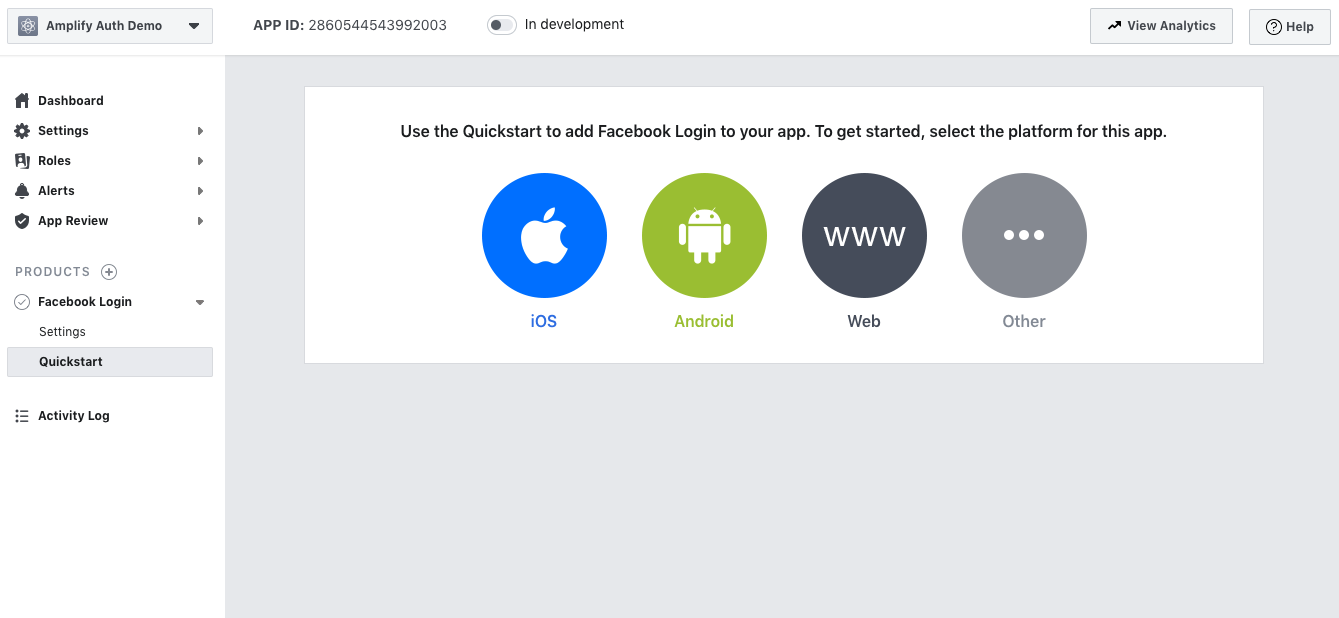 Amplify Auth Demo
APP ID: 2860544543992003
In development
View Analytics
Help
Dashboard
Settings
Roles
Alerts
App Review
PRODUCTS
Facebook Login
Settings
Quickstart
Activity Log
Use the Quickstart to add Facebook Login to your app. To get started, select the platform for this app.
WWW
iOS
Android
Web
Other